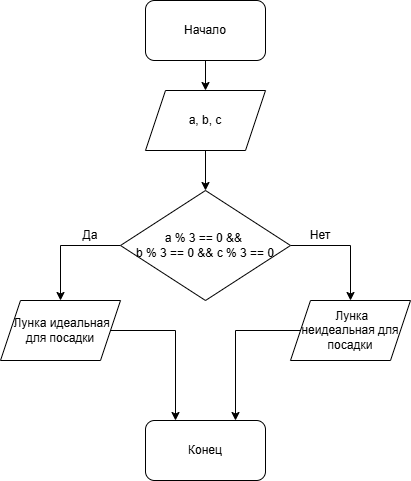 Начало
a, b, c
Да
a % 3 == 0 &&
b % 3 == 0 && c % 3 == 0
Нет
Лунка идеальная
для посадки
Лунка
неидеальная для
посадки
Конец